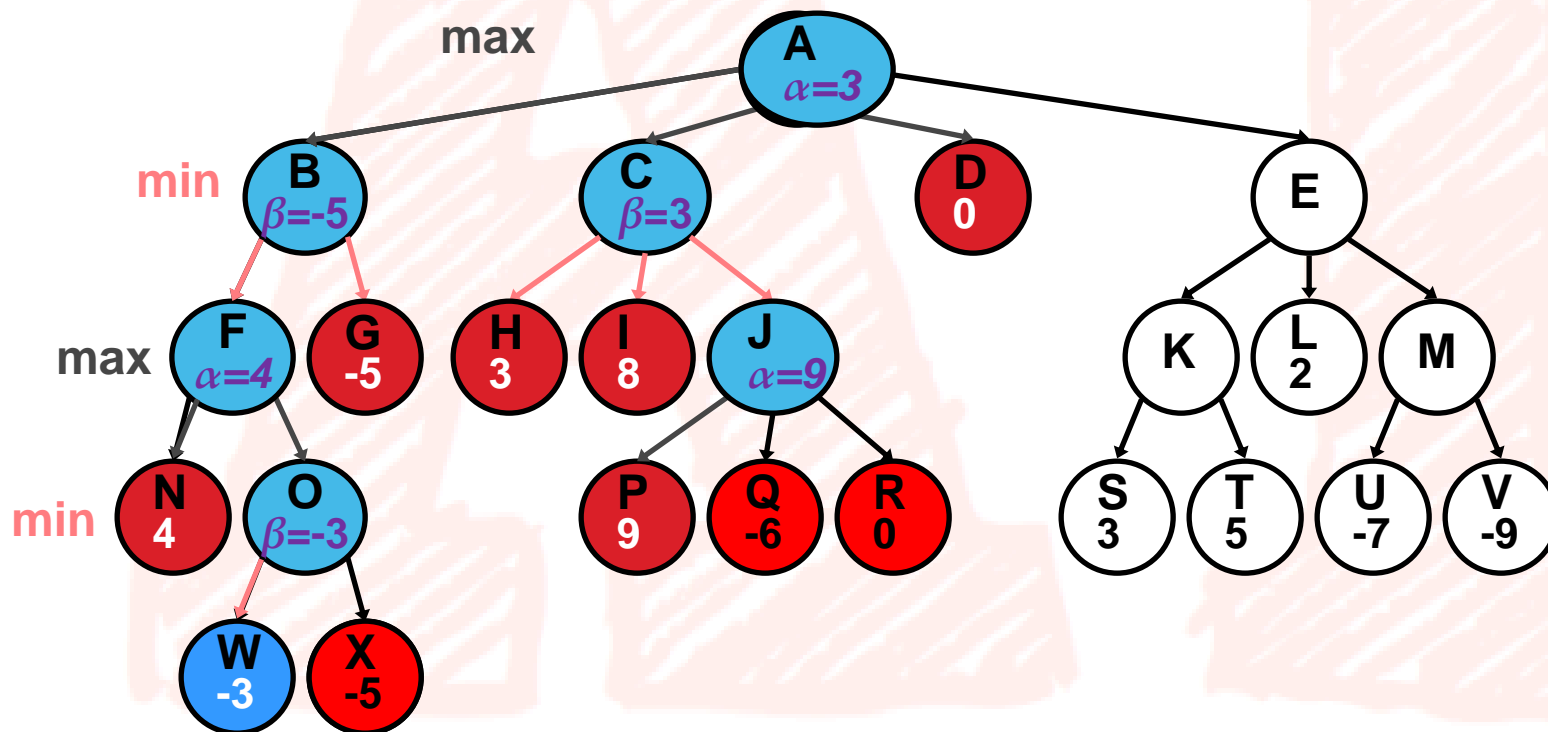 max
A
α=3
min
B
β=-5
C
β=3
D
0
E
max
F
α=4
G
-5
H
3
I
8
J
α=9
K
L
2
M
min
N
4
O
β=-3
P
9
Q
-6
R
0
S
3
T
5
U
-7
V
-9
W
-3
X
-5